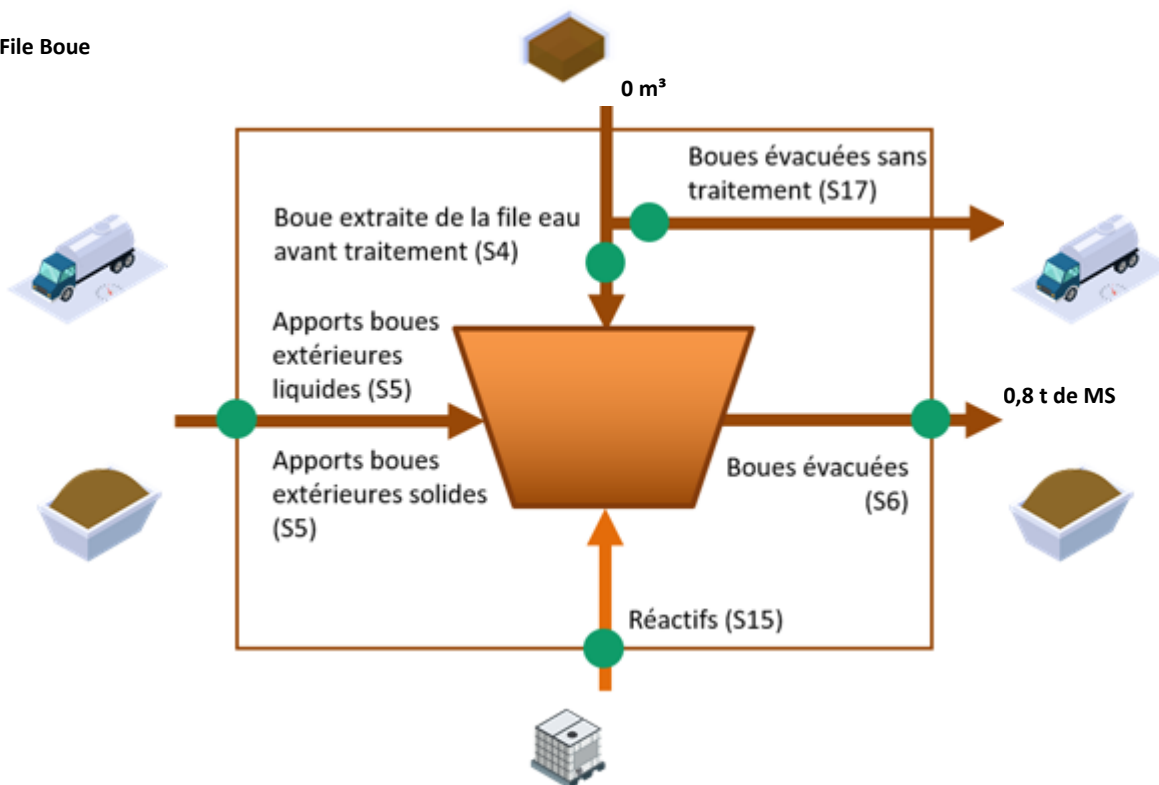 File Boue
0 m³
Boues évacuées sans
traitement (S17)
Boue extraite de la file eau
avant traitement (S4)
Apports boues
extérieures
liquides (S5)
0,8 t de MS
Apports boues
extérieures solides
(S5)
Boues évacuées
(S6)
Réactifs (S15)